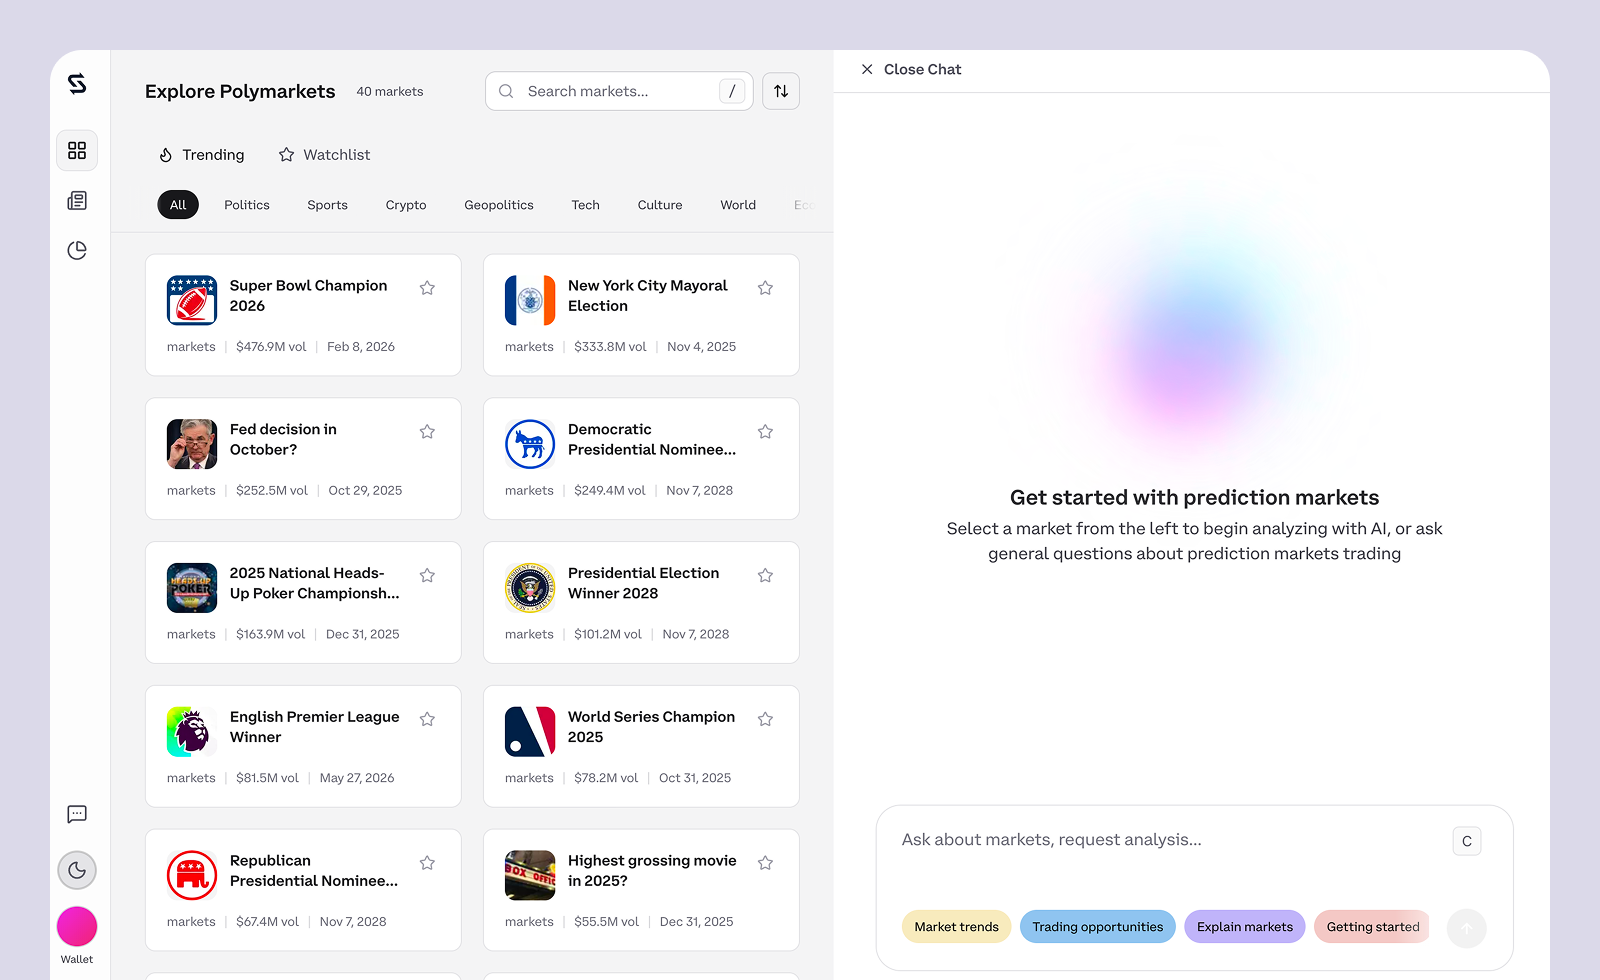 Explore Polymarkets
40 markets
Search markets...
/
Close Chat
Trending
Watchlist
All
Politics
Sports
Crypto
Geopolitics
Tech
Culture
World
Super Bowl Champion
2026
markets | $476.9M vol | Feb 8, 2026
New York City Mayoral
Election
markets | $333.8M vol | Nov 4, 2025
Fed decision in
October?
markets | $252.5M vol | Oct 29, 2025
Democratic
Presidential Nominee...
markets | $249.4M vol | Nov 7, 2028
2025 National Heads-
Up Poker Championsh...
markets | $163.9M vol | Dec 31, 2025
Presidential Election
Winner 2028
markets | $101.2M vol | Nov 7, 2028
English Premier League
Winner
markets | $81.5M vol | May 27, 2026
World Series Champion
2025
markets | $78.2M vol | Oct 31, 2025
Republican
Presidential Nominee...
markets | $67.4M vol | Nov 7, 2028
Highest grossing movie
in 2025?
markets | $55.5M vol | Dec 31, 2025
HEADS-UP
POKER
BOX OFFIC
Wallet
Get started with prediction markets
Select a market from the left to begin analyzing with AI, or ask
general questions about prediction markets trading
Ask about markets, request analysis...
C
Market trends
Trading opportunities
Explain markets
Getting started